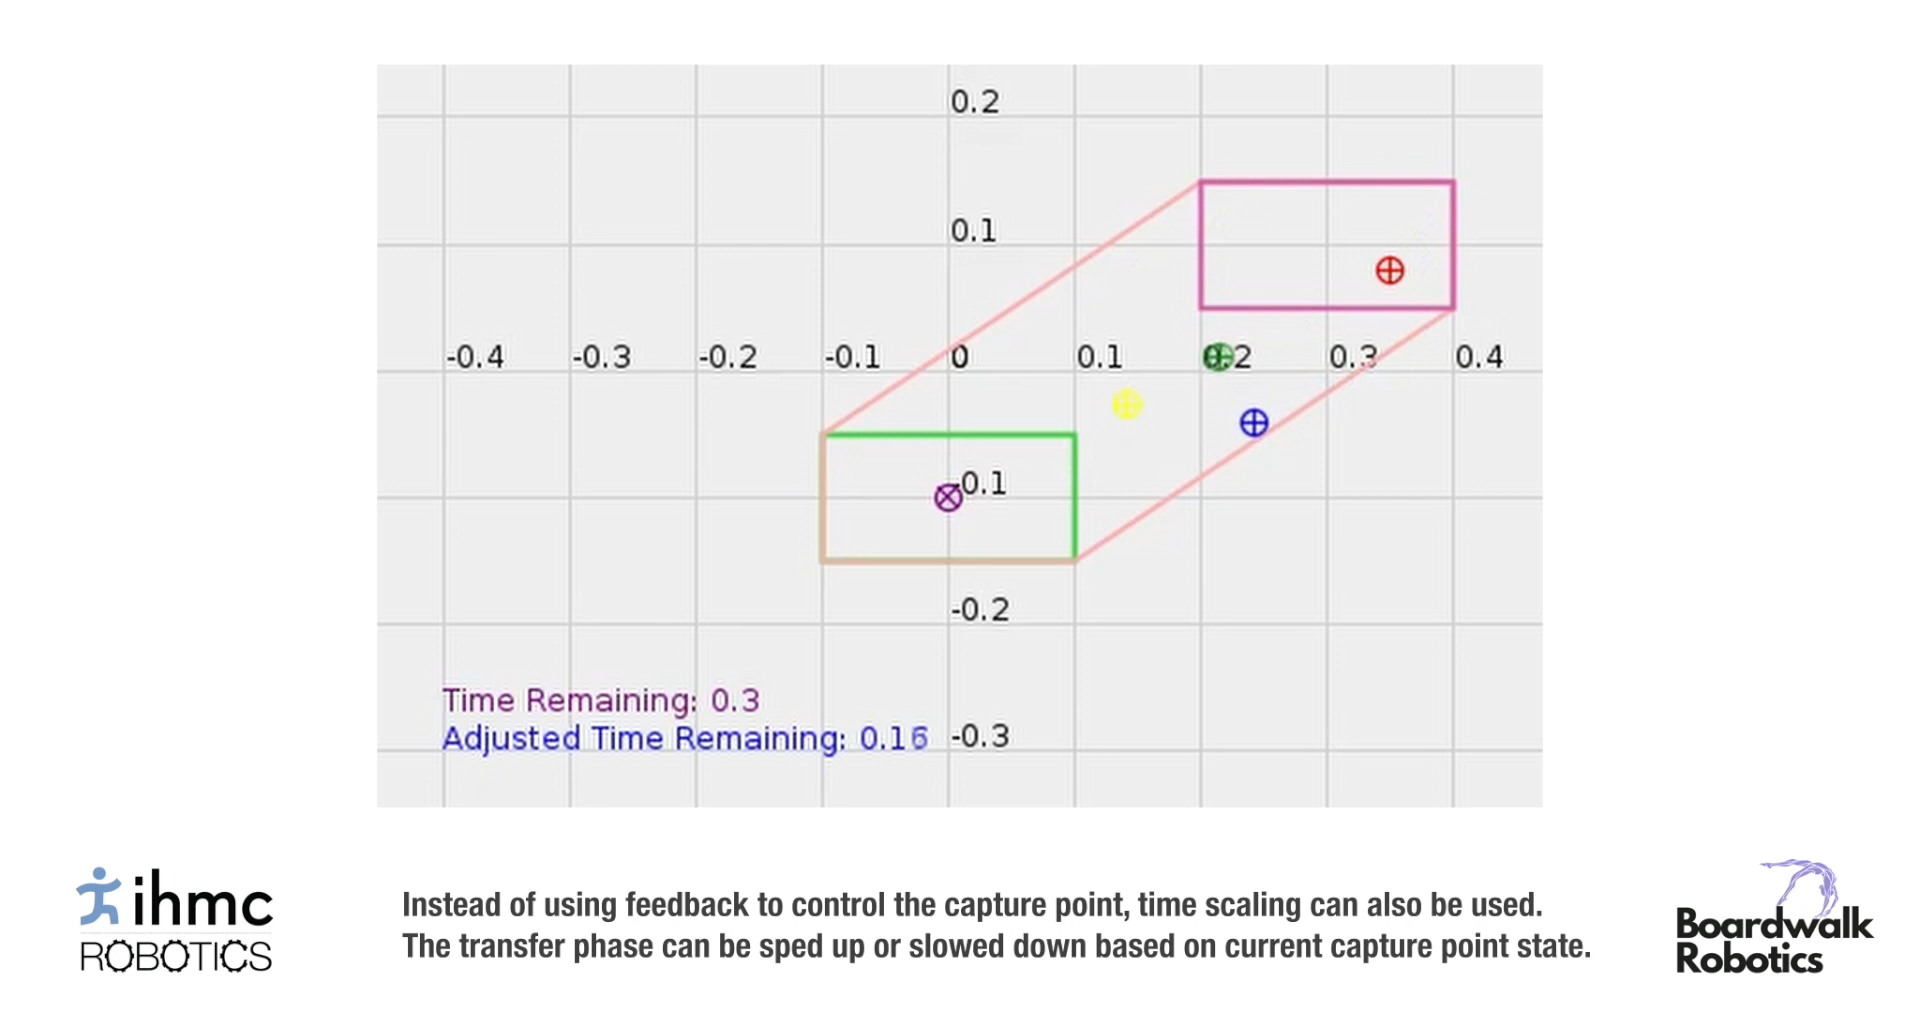 0.2
0.1
-0.4 -0.3 -0.2 -0.1 0 0.1 0.2 0.3 0.4
-0.1
-0.2
Time Remaining: 0.3
Adjusted Time Remaining: 0.16 -0.3
ihmc
ROBOTICS
Instead of using feedback to control the capture point, time scaling can also be used.
The transfer phase can be sped up or slowed down based on current capture point state.
Boardwalk
Robotics